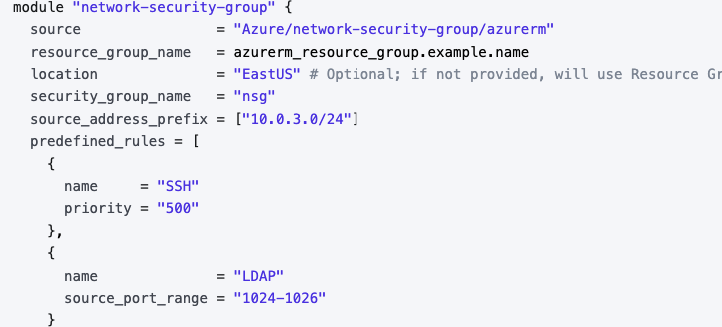 module "network-security-group" {
source = "Azure/network-security-group/azurerm"
resource_group_name = azurerm_resource_group.example.name
location = "EastUS" # Optional; if not provided, will use Resource Gr
security_group_name = "nsg"
source_address_prefix = ["10.0.3.0/24"]
predefined_rules = [
{
name = "SSH"
priority = "500"
},
{
name = "LDAP"
source_port_range = "1024-1026"
}